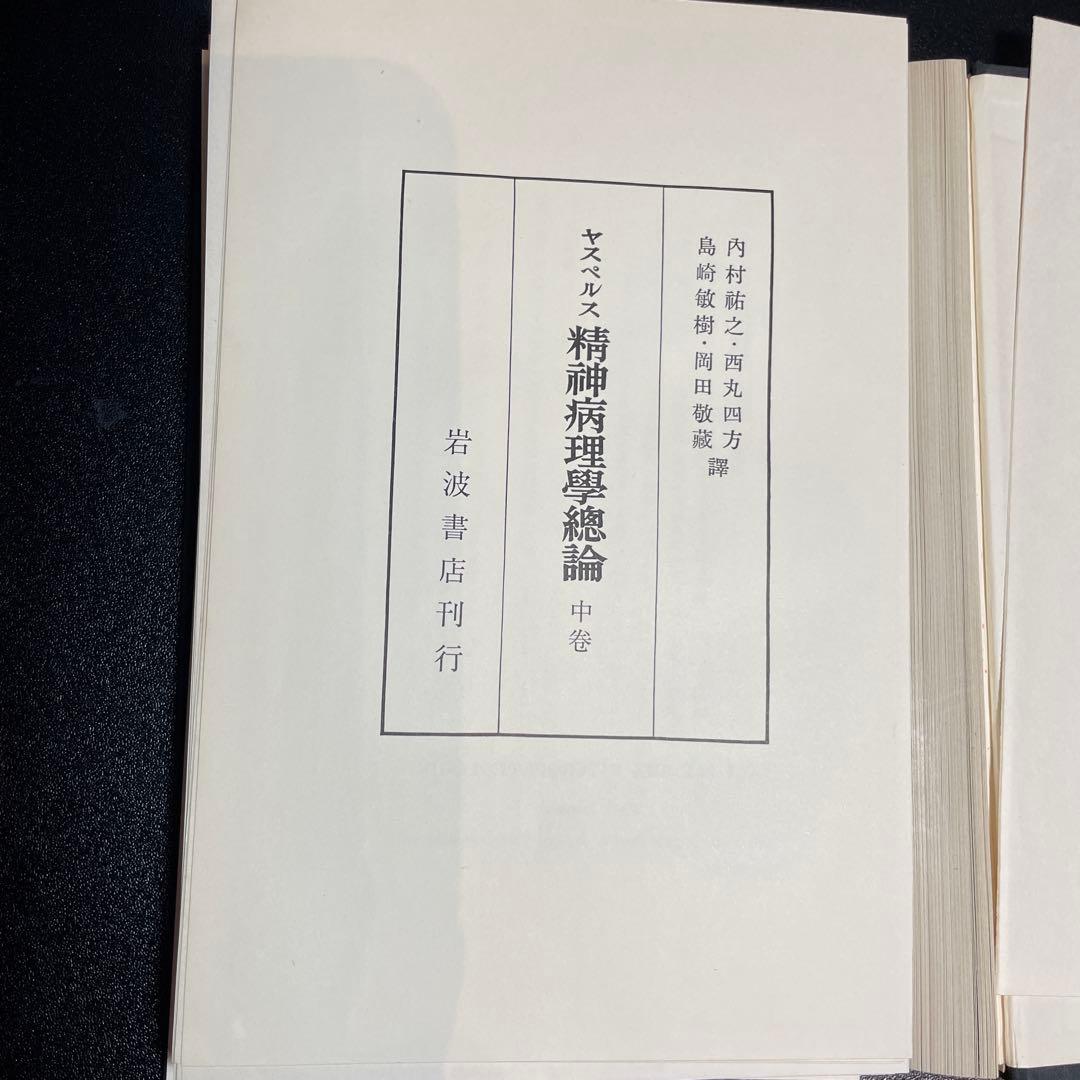 內村祐之・西丸四方
島崎敏樹・岡田敬藏 譯
ヤスペルス 精神病理學總論 中卷
岩波書店刊行